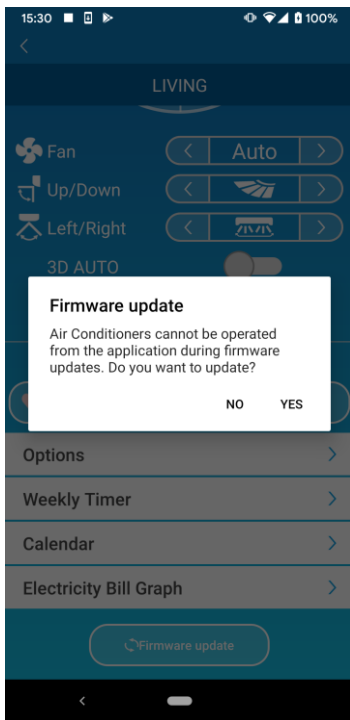 15:30 100%
LIVING
Fan Auto
Up/Down
Left/Right
3D AUTO
Firmware update
Air Conditioners cannot be operated
from the application during firmware
updates. Do you want to update?
NO YES
Options
Weekly Timer
Calendar
Electricity Bill Graph
Firmware update